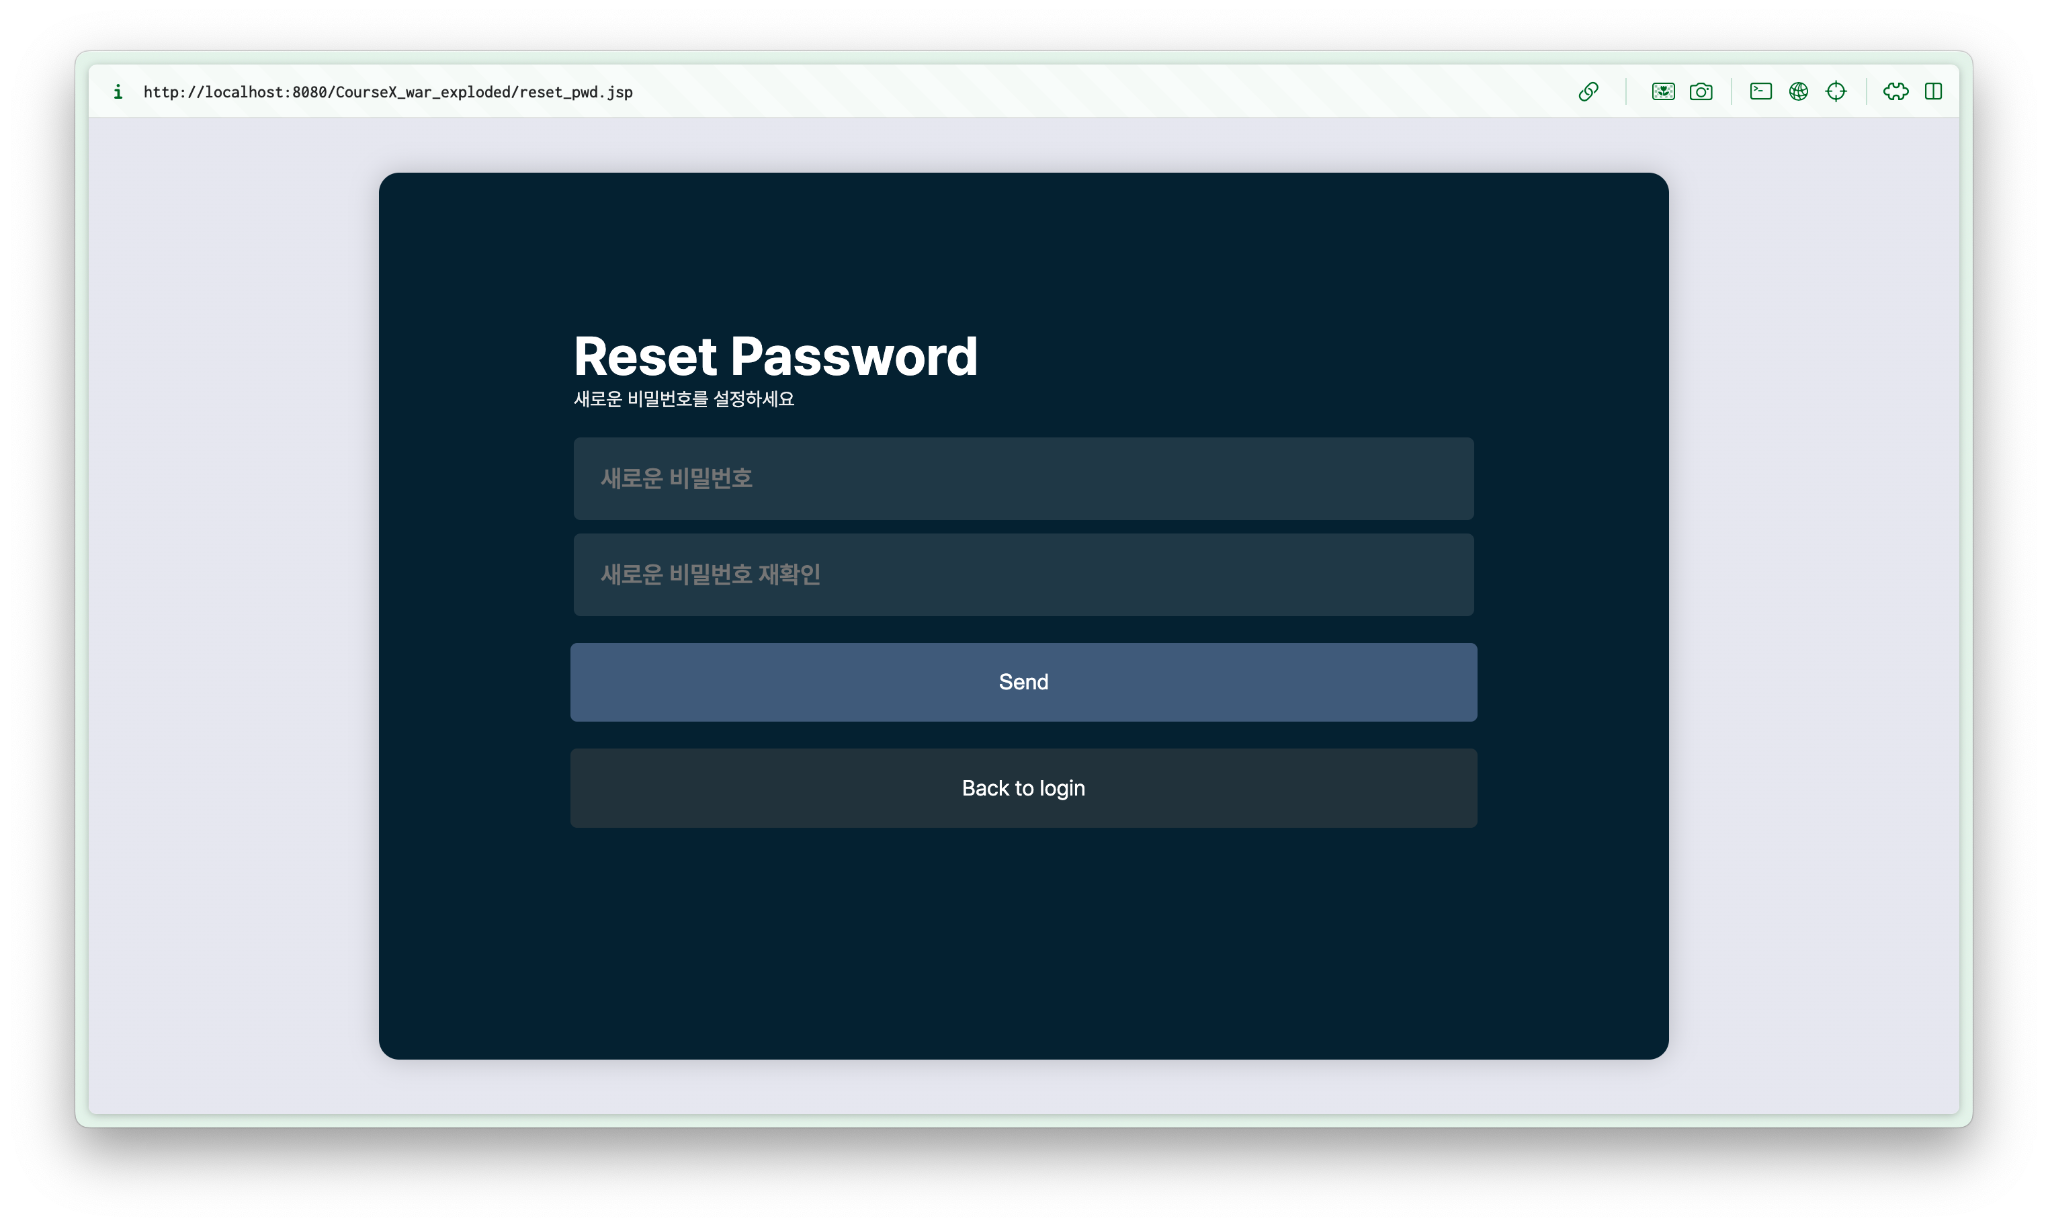 i http://localhost:8080/CourseX_war_exploded/reset_pwd.jsp
Reset Password
새로운 비밀번호를 설정하세요
새로운 비밀번호
새로운 비밀번호 재확인
Send
Back to login